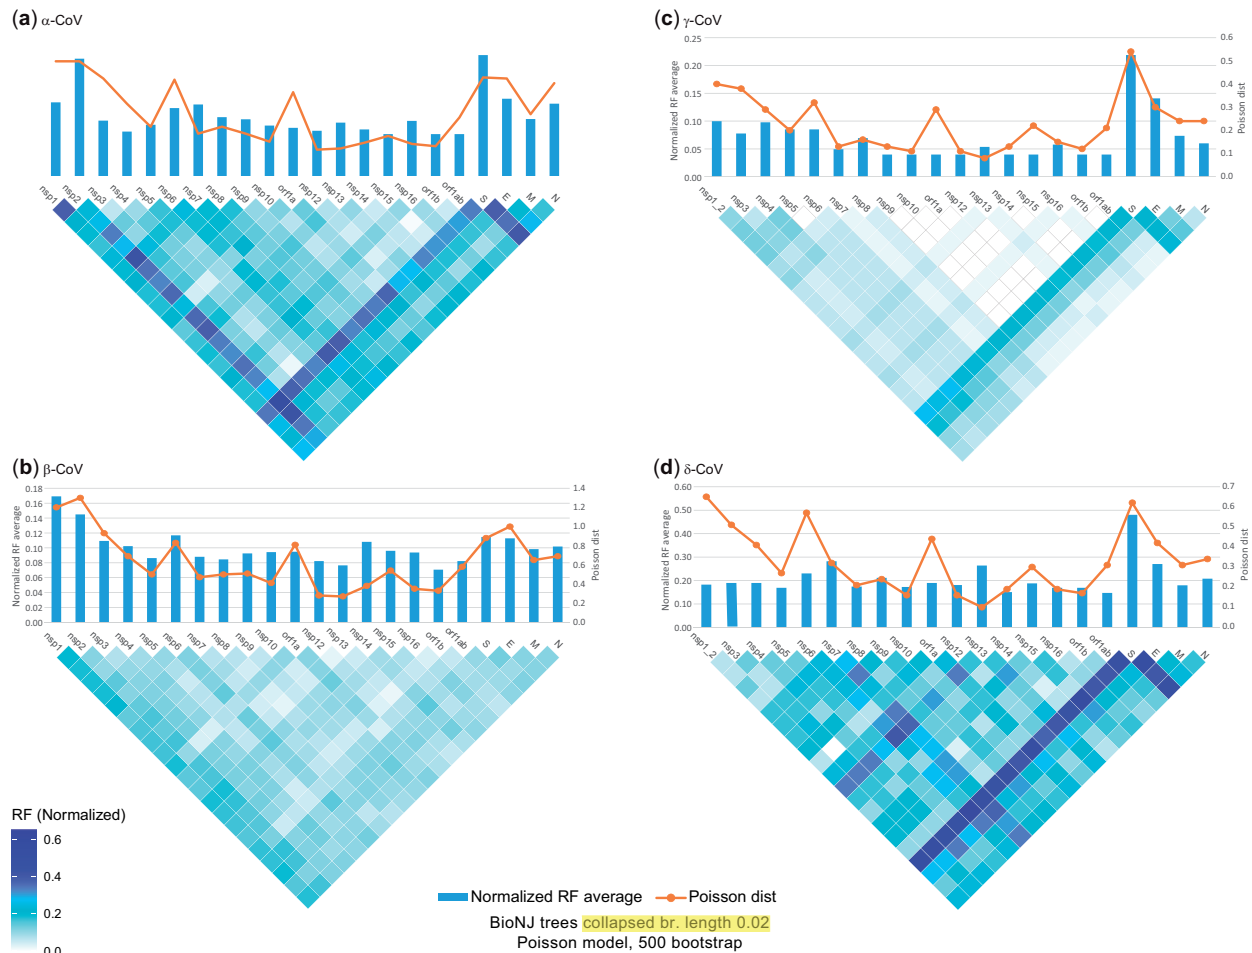 (a) α-CoV
nsp1
nsp2
nsp3
nsp4
nsp5
nsp6
nsp7
nsp8
nsp9
nsp10
orf1a
nsp12
nsp13
nsp14
nsp15
nsp16
orf1b
orf1ab
S
E
M
N
(c) γ-CoV
Normalized RF average
0.25
0.20
0.15
0.10
0.05
0.00
Poisson dist
0.6
0.5
0.4
0.3
0.2
0.1
0.0
nsp1_2
nsp3
nsp4
nsp5
nsp6
nsp7
nsp8
nsp9
nsp10
orf1a
nsp12
nsp13
nsp14
nsp15
nsp16
orf1b
orf1ab
S
E
M
N
(b) β-CoV
Normalized RF average
0.18
0.16
0.14
0.12
0.10
0.08
0.06
0.04
0.02
0.00
Poisson dist
1.4
1.2
1.0
0.8
0.6
0.4
0.2
0.0
nsp1
nsp2
nsp3
nsp4
nsp5
nsp6
nsp7
nsp8
nsp9
nsp10
orf1a
nsp12
nsp13
nsp14
nsp15
nsp16
orf1b
orf1ab
S
E
M
N
(d) δ-CoV
Normalized RF average
0.60
0.50
0.40
0.30
0.20
0.10
0.00
Poisson dist
0.7
0.6
0.5
0.4
0.3
0.2
0.1
0.0
nsp1_2
nsp3
nsp4
nsp5
nsp6
nsp7
nsp8
nsp9
nsp10
orf1a
nsp12
nsp13
nsp14
nsp15
nsp16
orf1b
orf1ab
S
E
M
N
RF (Normalized)
0.6
0.4
0.2
0.0
Normalized RF average
Poisson dist
BioNJ trees collapsed br. length 0.02
Poisson model, 500 bootstrap